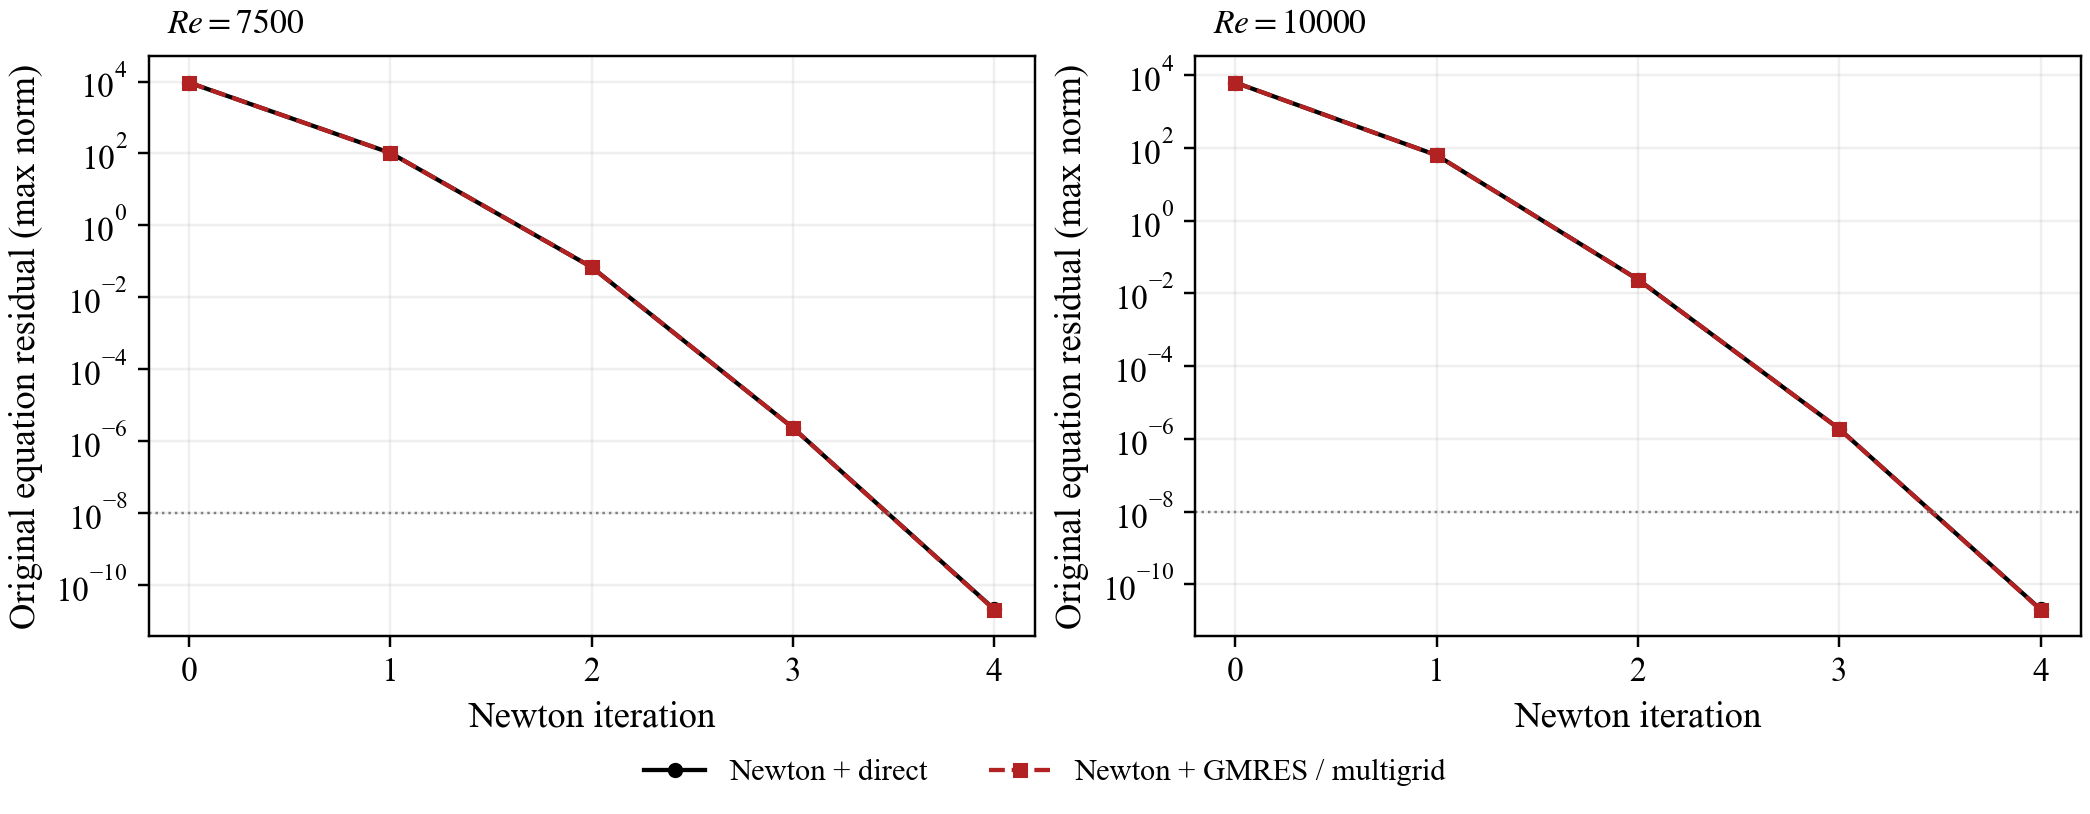 Re = 7500
Original equation residual (max norm)
10^4
10^2
10^0
10^−2
10^−4
10^−6
10^−8
10^−10
0 1 2 3 4
Newton iteration
Re = 10000
Original equation residual (max norm)
10^4
10^2
10^0
10^−2
10^−4
10^−6
10^−8
10^−10
0 1 2 3 4
Newton iteration
Newton + direct
Newton + GMRES / multigrid